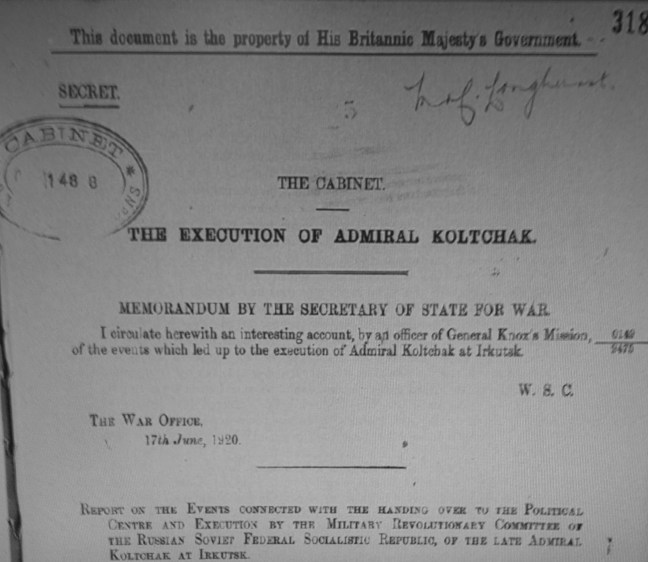 318
This document is the property of His Britannic Majesty's Government.
SECRET.
5
CABINET
148 8
THE CABINET.
THE EXECUTION OF ADMIRAL KOLTCHAK.
MEMORANDUM BY THE SECRETARY OF STATE FOR WAR.
I circulate herewith an interesting account, by an officer of General Knox's Mission, 0149
of the events which led up to the execution of Admiral Koltchak at Irkutsk. 9475
W. S. C.
THE WAR OFFICE,
17th June, 1920.
REPORT ON THE EVENTS CONNECTED WITH THE HANDING OVER TO THE POLITICAL
CENTRE AND EXECUTION BY THE MILITARY REVOLUTIONARY COMMITTEE OF
THE RUSSIAN SOVIET FEDERAL SOCIALISTIC REPUBLIC, OF THE LATE ADMIRAL
KOLTCHAK AT IRKUTSK.